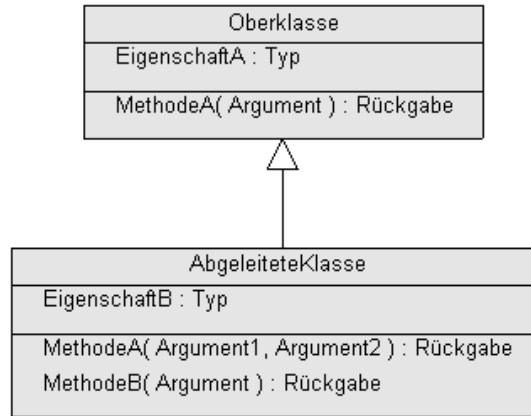 Oberklasse
EigenschaftA : Typ
MethodeA( Argument ) : Rückgabe
AbgeleiteteKlasse
EigenschaftB : Typ
MethodeA( Argument1, Argument2 ) : Rückgabe
MethodeB( Argument ) : Rückgabe